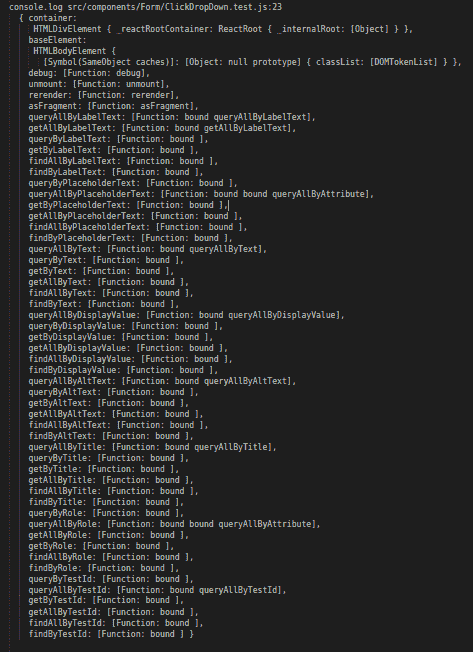 console.log src/components/Form/ClickDropDown.test.js:23
{ container:
HTMLDivElement { _reactRootContainer: ReactRoot { _internalRoot: [Object] } },
baseElement:
HTMLBodyElement {
[Symbol(SameObject caches)]: [Object: null prototype] { classList: [DOMTokenList] } },
debug: [Function: debug],
unmount: [Function: unmount],
rerender: [Function: rerender],
asFragment: [Function: asFragment],
queryAllByLabelText: [Function: bound queryAllByLabelText],
getAllByLabelText: [Function: bound getAllByLabelText],
queryByLabelText: [Function: bound ],
getByLabelText: [Function: bound ],
findAllByLabelText: [Function: bound ],
findByLabelText: [Function: bound ],
queryByPlaceholderText: [Function: bound ],
queryAllByPlaceholderText: [Function: bound bound queryAllByAttribute],
getByPlaceholderText: [Function: bound ],
getAllByPlaceholderText: [Function: bound ],
findAllByPlaceholderText: [Function: bound ],
findByPlaceholderText: [Function: bound ],
queryAllByText: [Function: bound queryAllByText],
queryByText: [Function: bound ],
getByText: [Function: bound ],
getAllByText: [Function: bound ],
findAllByText: [Function: bound ],
findByText: [Function: bound ],
queryAllByDisplayValue: [Function: bound queryAllByDisplayValue],
queryByDisplayValue: [Function: bound ],
getByDisplayValue: [Function: bound ],
getAllByDisplayValue: [Function: bound ],
findAllByDisplayValue: [Function: bound ],
findByDisplayValue: [Function: bound ],
queryAllByAltText: [Function: bound queryAllByAltText],
queryByAltText: [Function: bound ],
getByAltText: [Function: bound ],
getAllByAltText: [Function: bound ],
findAllByAltText: [Function: bound ],
findByAltText: [Function: bound ],
queryAllByTitle: [Function: bound queryAllByTitle],
queryByTitle: [Function: bound ],
getByTitle: [Function: bound ],
getAllByTitle: [Function: bound ],
findAllByTitle: [Function: bound ],
findByTitle: [Function: bound ],
queryByRole: [Function: bound ],
queryAllByRole: [Function: bound bound queryAllByAttribute],
getAllByRole: [Function: bound ],
getByRole: [Function: bound ],
findAllByRole: [Function: bound ],
findByRole: [Function: bound ],
queryByTestId: [Function: bound ],
queryAllByTestId: [Function: bound queryAllByTestId],
getByTestId: [Function: bound ],
getAllByTestId: [Function: bound ],
findAllByTestId: [Function: bound ],
findByTestId: [Function: bound ] }